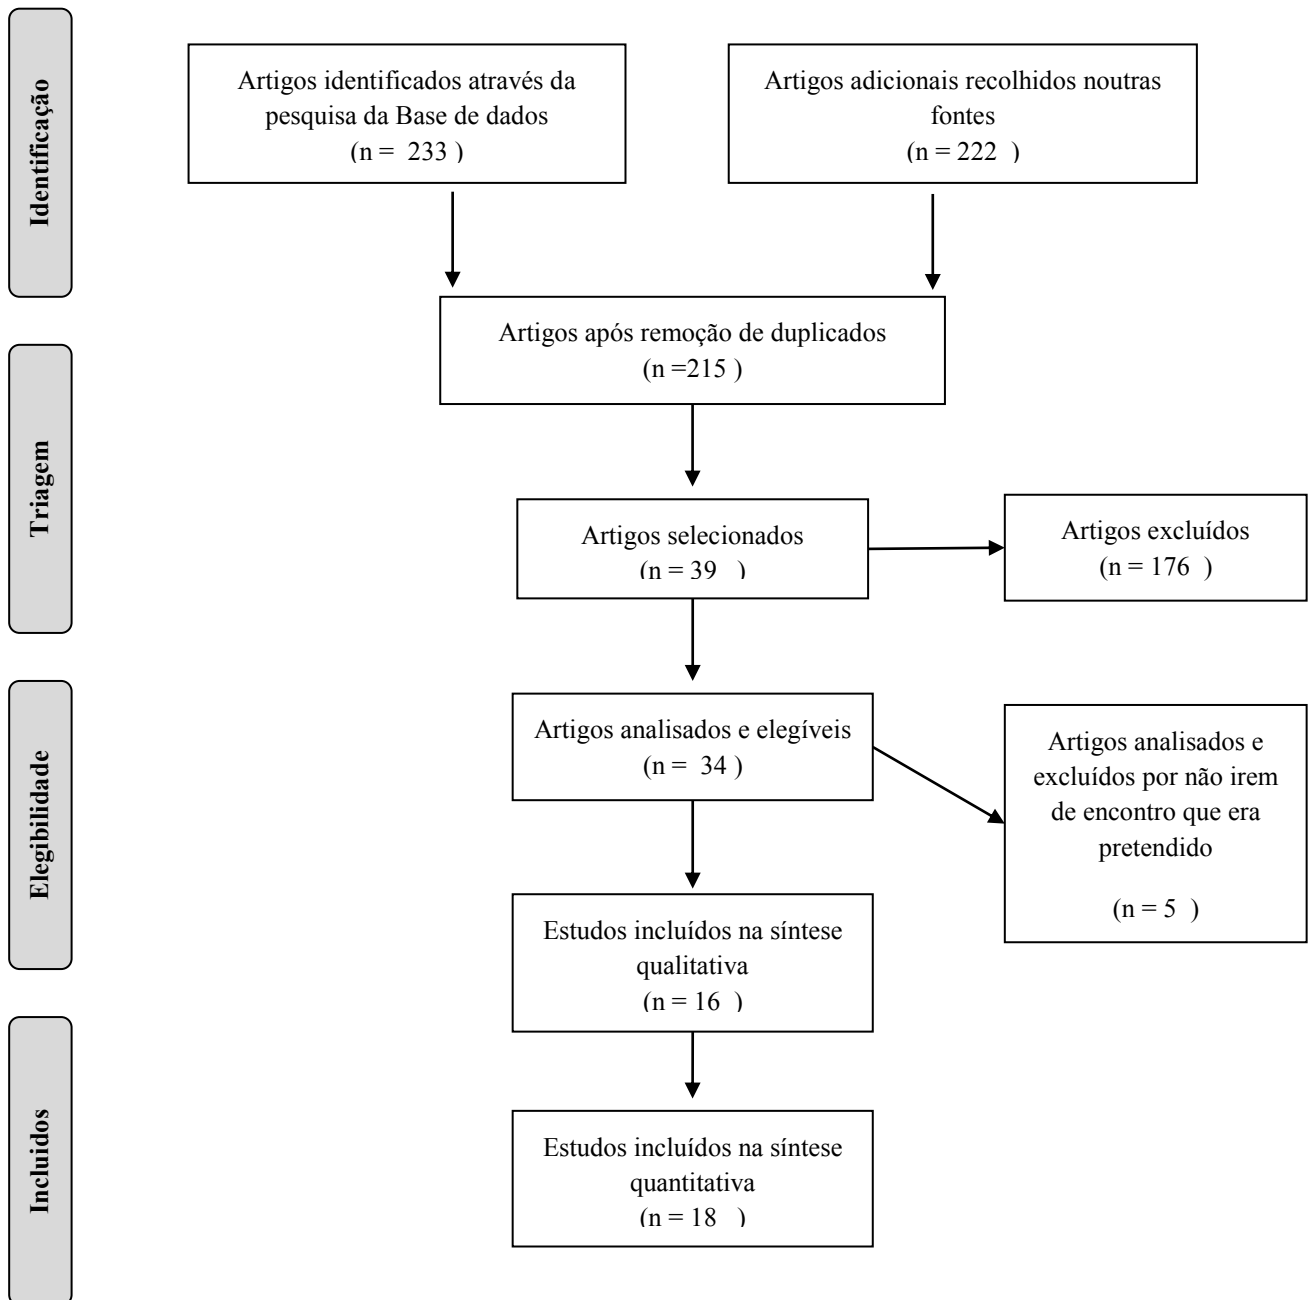 Identificação
Artigos identificados através da
pesquisa da Base de dados
(n = 233 )
Artigos adicionais recolhidos noutras
fontes
(n = 222 )
Artigos após remoção de duplicados
(n =215 )
Triagem
Artigos selecionados
(n = 39 )
Artigos excluídos
(n = 176 )
Elegibilidade
Artigos analisados e elegíveis
(n = 34 )
Artigos analisados e
excluídos por não irem
de encontro que era
pretendido
(n = 5 )
Estudos incluídos na síntese
qualitativa
(n = 16 )
Incluidos
Estudos incluídos na síntese
quantitativa
(n = 18 )